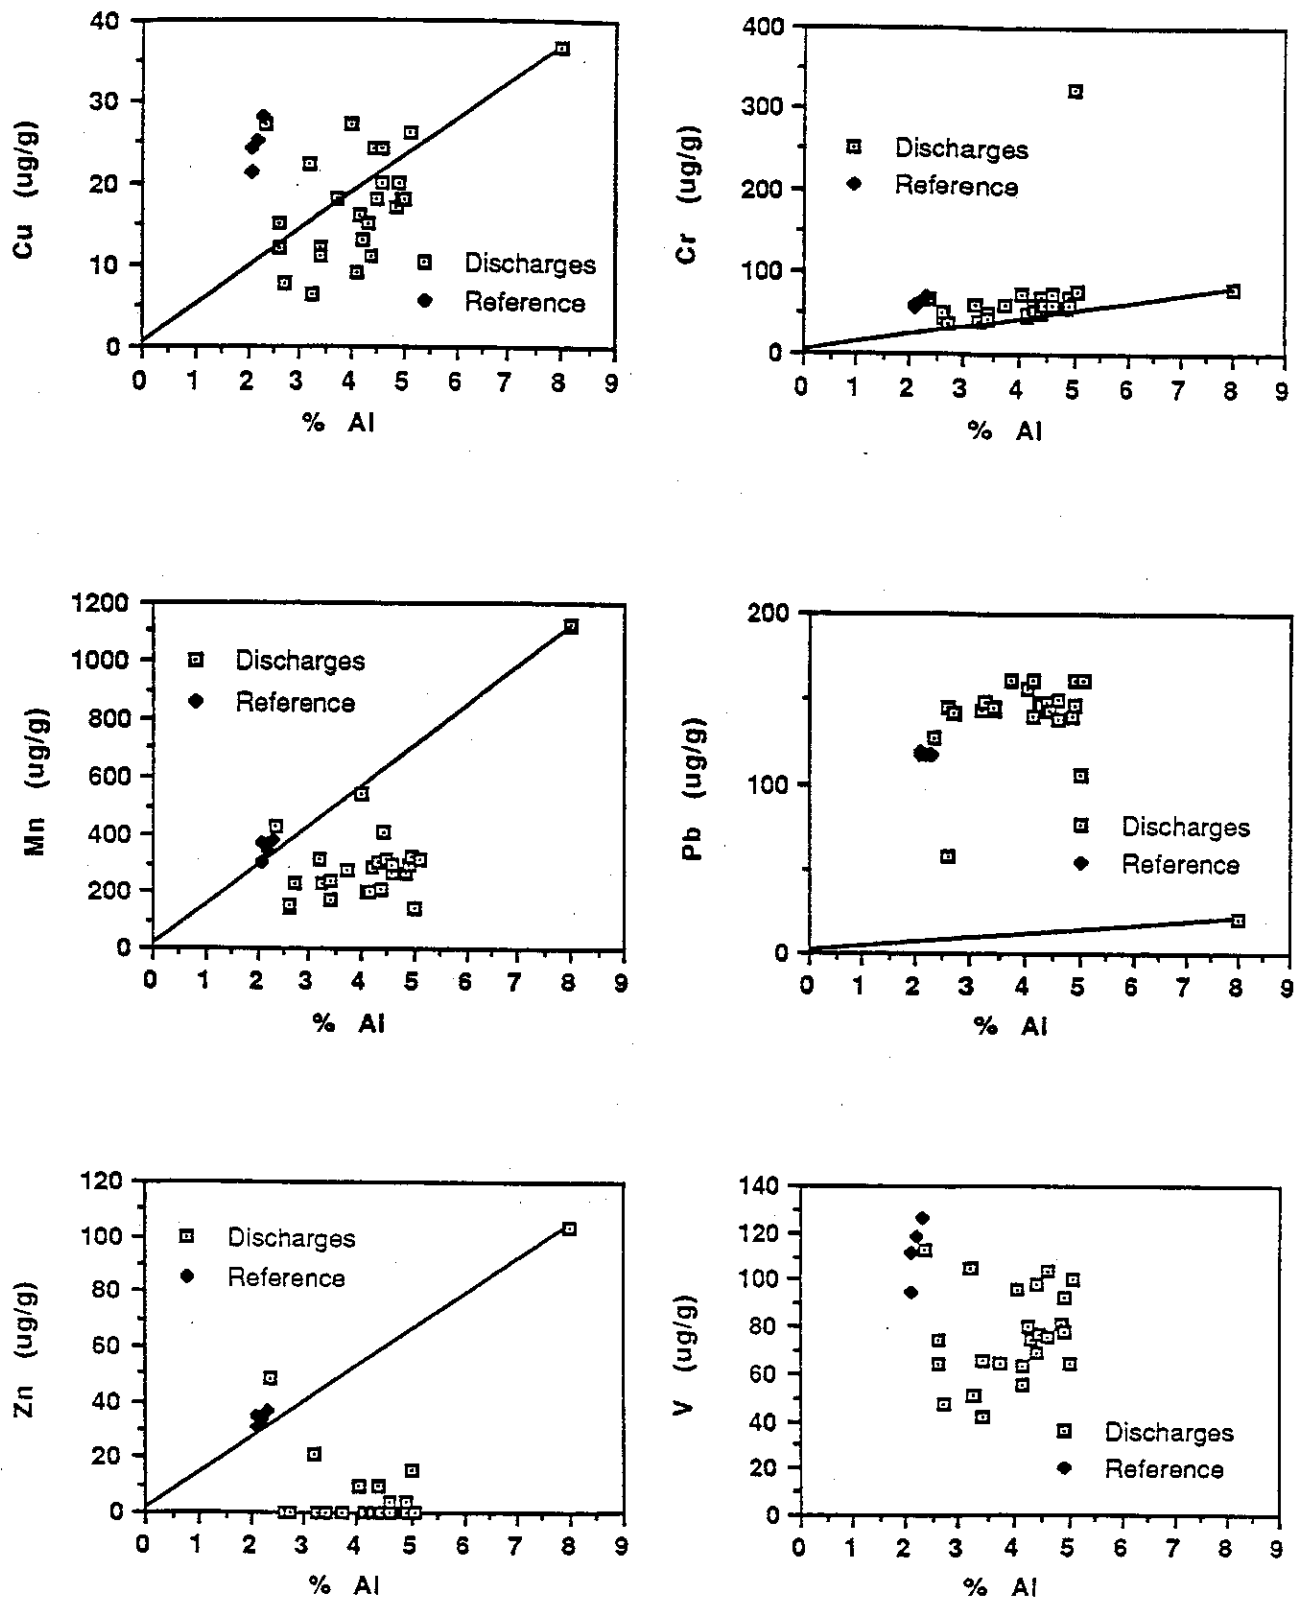 40
30
20
10
0
Cu (ug/g)
Discharges
Reference
0 1 2 3 4 5 6 7 8 9
% Al
400
300
200
100
0
Cr (ug/g)
Discharges
Reference
0 1 2 3 4 5 6 7 8 9
% Al
1200
1000
800
600
400
200
0
Mn (ug/g)
Discharges
Reference
0 1 2 3 4 5 6 7 8 9
% Al
200
100
0
Pb (ug/g)
Discharges
Reference
0 1 2 3 4 5 6 7 8 9
% Al
120
100
80
60
40
20
0
Zn (ug/g)
Discharges
Reference
0 1 2 3 4 5 6 7 8 9
% Al
140
120
100
80
60
40
20
0
V (ug/g)
Discharges
Reference
0 1 2 3 4 5 6 7 8 9
% Al